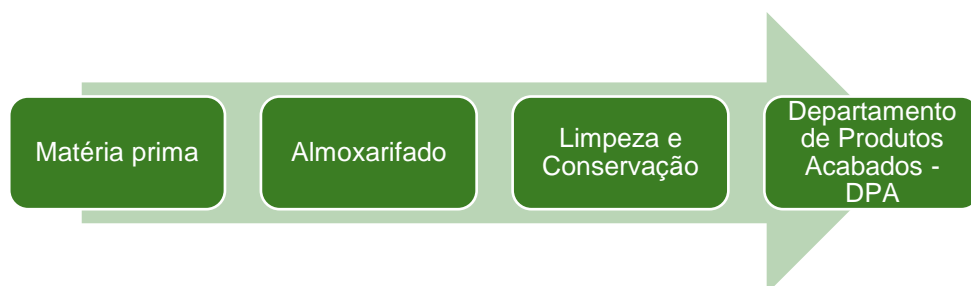 Matéria prima
Almoxarifado
Limpeza e
Conservação
Departamento
de Produtos
Acabados -
DPA